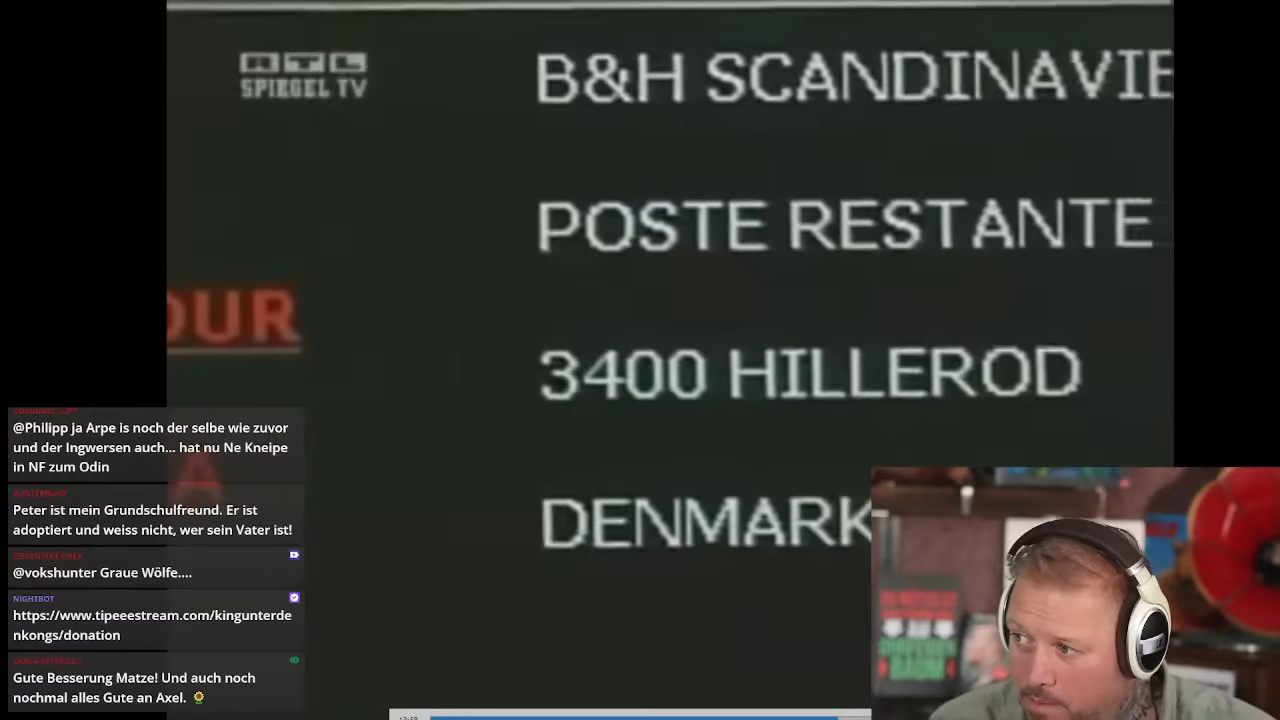 RTL
SPIEGEL TV
B&H SCANDINAVIE
POSTE RESTANTE
OUR
3400 HILLEROD
A
DENMARK
@Philipp ja Arpe is noch der selbe wie zuvor
und der Ingwersen auch... hat nu Ne Kneipe
in NF zum Odin
Peter ist mein Grundschulfreund. Er ist
adoptiert und weiss nicht, wer sein Vater ist!
@vokshunter Graue Wölfe....
NIGHTBOT
https://www.tipeeestream.com/kingunterde
nkongs/donation
Gute Besserung Matze! Und auch noch
nochmal alles Gute an Axel. 🌻
BAUM